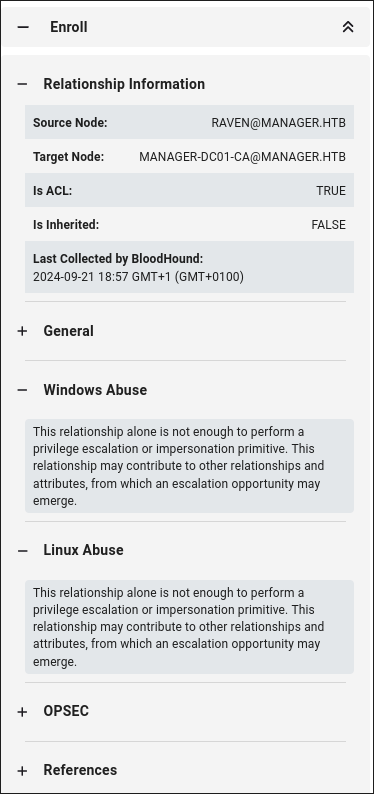 Enroll
Relationship Information
Source Node: RAVEN@MANAGER.HTB
Target Node: MANAGER-DC01-CA@MANAGER.HTB
Is ACL: TRUE
Is Inherited: FALSE
Last Collected by BloodHound:
2024-09-21 18:57 GMT+1 (GMT+0100)
General
Windows Abuse
This relationship alone is not enough to perform a
privilege escalation or impersonation primitive. This
relationship may contribute to other relationships and
attributes, from which an escalation opportunity may
emerge.
Linux Abuse
This relationship alone is not enough to perform a
privilege escalation or impersonation primitive. This
relationship may contribute to other relationships and
attributes, from which an escalation opportunity may
emerge.
OPSEC
References